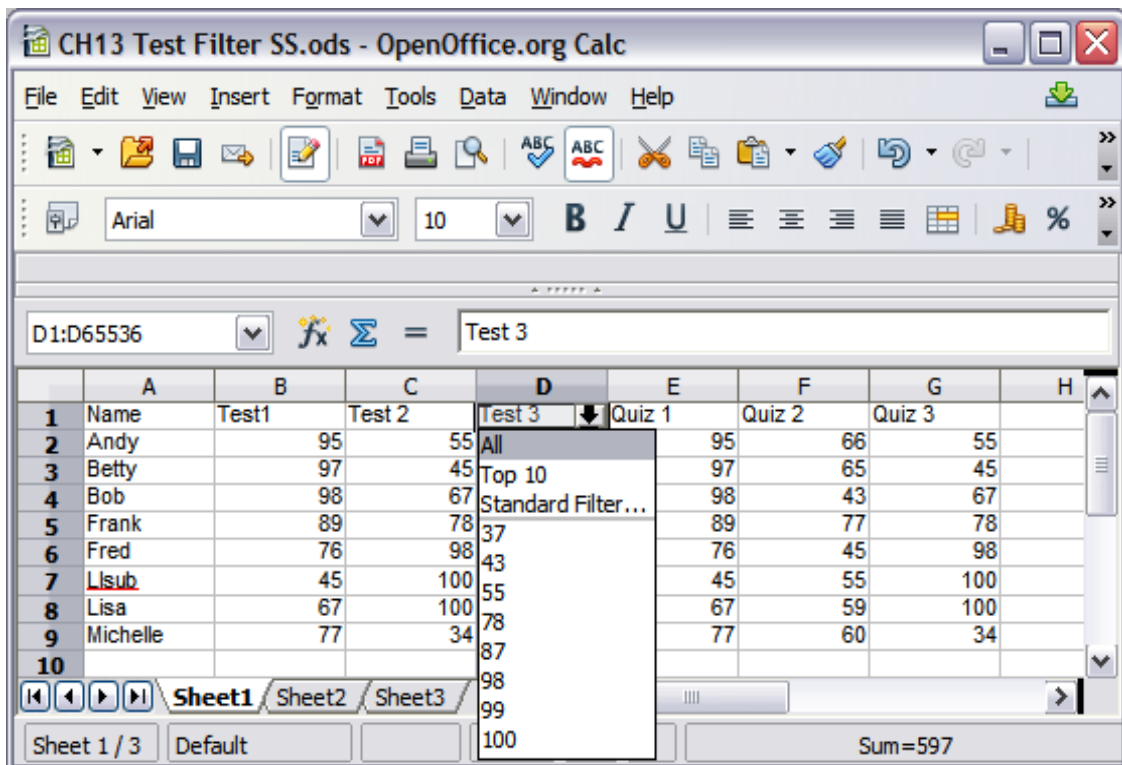 CH13 Test Filter SS.ods - OpenOffice.org Calc
File Edit View Insert Format Tools Data Window Help
PDF ABC ABC
Arial 10 B I U %
D1:D65536 fx Σ = Test 3
A B C D E F G H
1 Name Test1 Test 2 Test 3 Quiz 1 Quiz 2 Quiz 3
2 Andy 95 55 95 66 55
3 Betty 97 45 97 65 45
4 Bob 98 67 98 43 67
5 Frank 89 78 89 77 78
6 Fred 76 98 76 45 98
7 LIsub 45 100 45 55 100
8 Lisa 67 100 67 59 100
9 Michelle 77 34 77 60 34
10
All
Top 10
Standard Filter...
37
43
55
78
87
98
99
100
Sheet1 Sheet2 Sheet3
Sheet 1 / 3 Default Sum=597